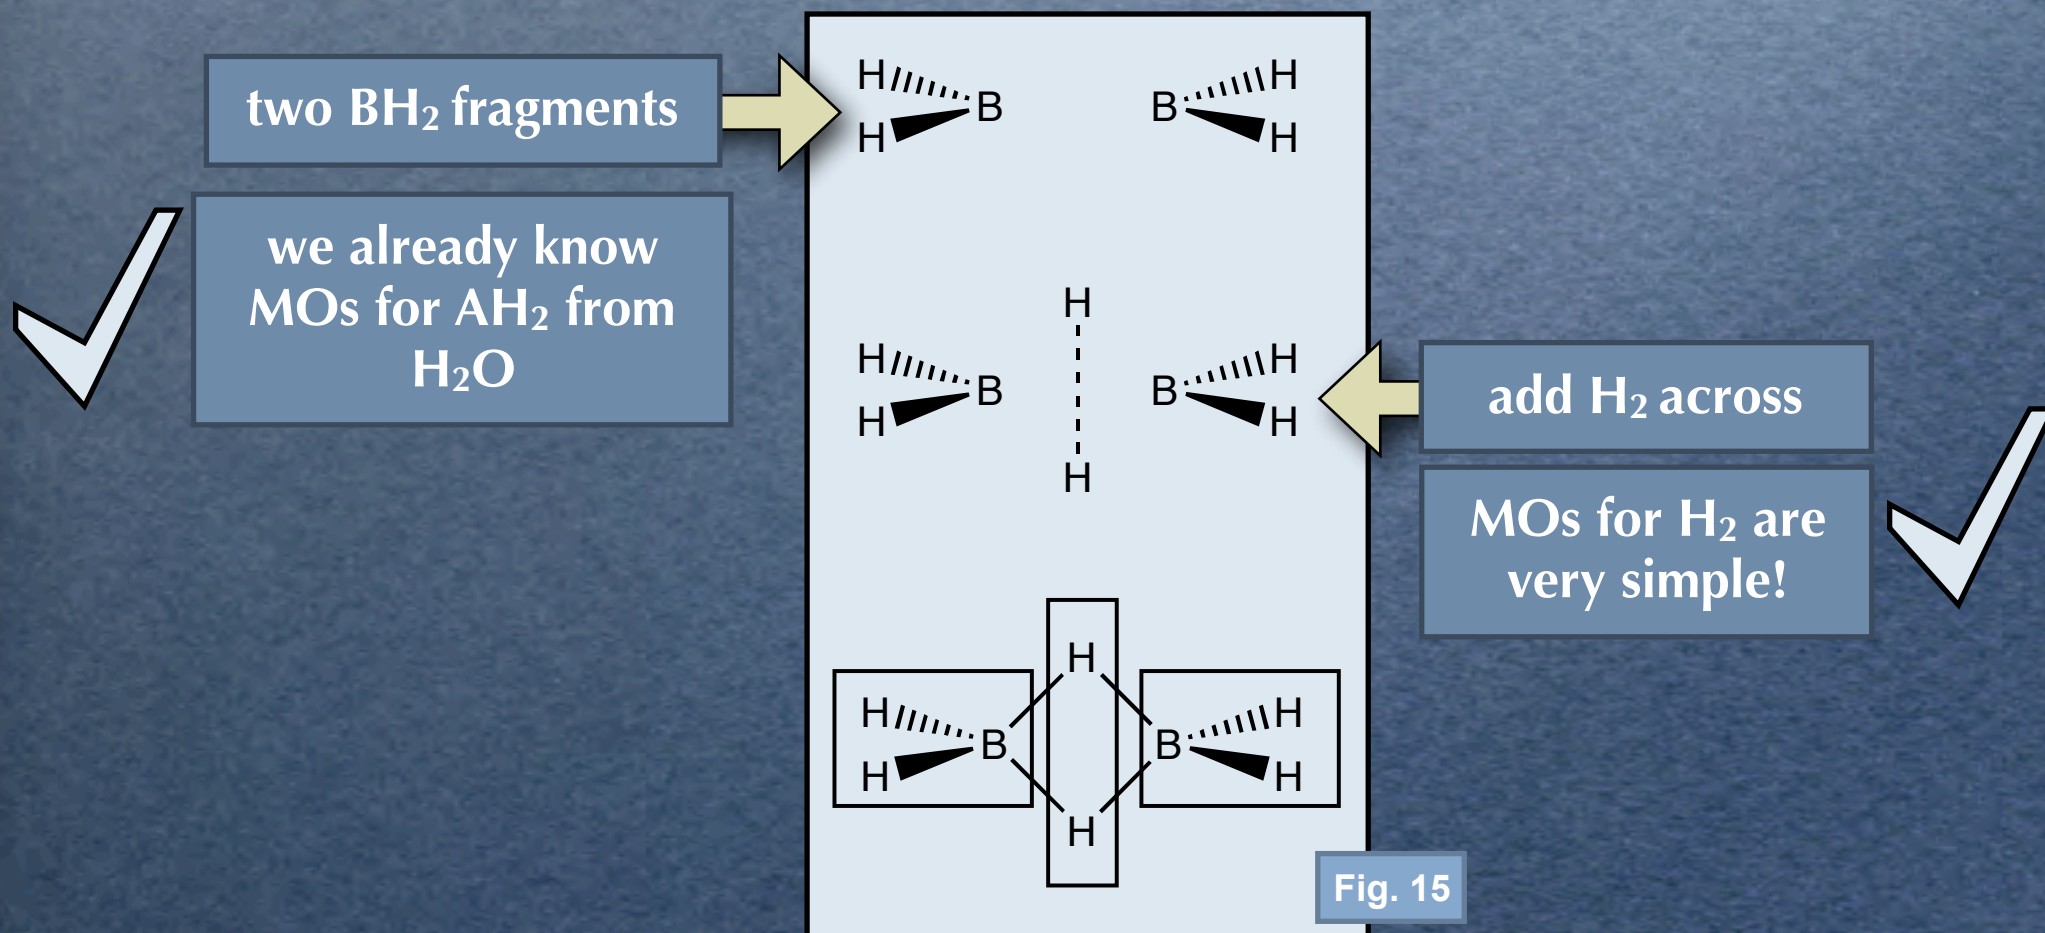 two BH₂ fragments
we already know
MOs for AH₂ from
H₂O
H B B H
H H
H
H B B H
H H
H
add H₂ across
MOs for H₂ are
very simple!
H
H B B H
H H
H
Fig. 15